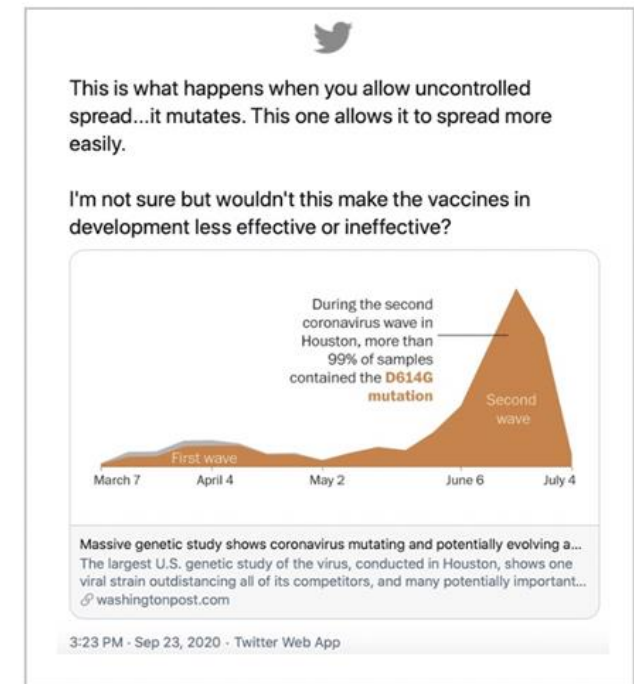 This is what happens when you allow uncontrolled
spread...it mutates. This one allows it to spread more
easily.
I'm not sure but wouldn't this make the vaccines in
development less effective or ineffective?
During the second
coronavirus wave in
Houston, more than
99% of samples
contained the D614G
mutation
Second
wave
First wave
March 7 April 4 May 2 June 6 July 4
Massive genetic study shows coronavirus mutating and potentially evolving a...
The largest U.S. genetic study of the virus, conducted in Houston, shows one
viral strain outdistancing all of its competitors, and many potentially important...
washingtonpost.com
3:23 PM - Sep 23, 2020 - Twitter Web App